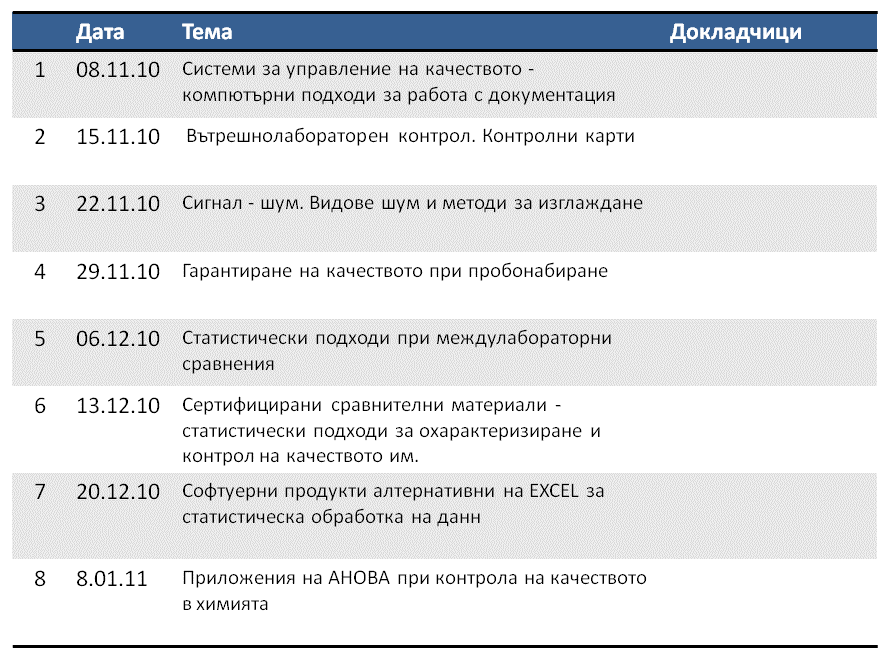 Дата Тема Докладчици
1 08.11.10 Системи за управление на качеството -
компютърни подходи за работа с документация
2 15.11.10 Вътрешнолабораторен контрол. Контролни карти
3 22.11.10 Сигнал - шум. Видове шум и методи за изглаждане
4 29.11.10 Гарантиране на качеството при пробонабиране
5 06.12.10 Статистически подходи при междулабораторни
сравнения
6 13.12.10 Сертифицирани сравнителни материали -
статистически подходи за охарактеризиране и
контрол на качеството им.
7 20.12.10 Софтуерни продукти алтернативни на EXCEL за
статистическа обработка на данн
8 8.01.11 Приложения на АНОВА при контрола на качеството
в химията